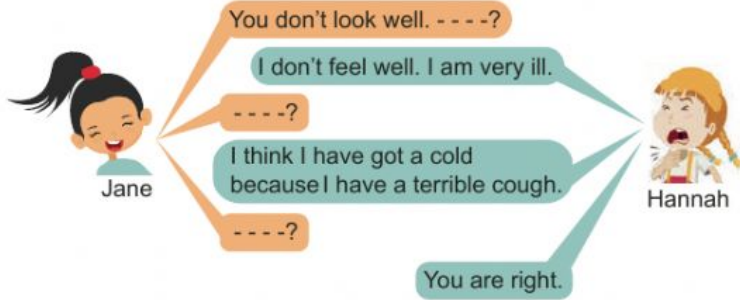 You don't look well. - - - -?
I don't feel well. I am very ill.
- - - -?
I think I have got a cold
because I have a terrible cough.
- - - -?
You are right.
Jane
Hannah